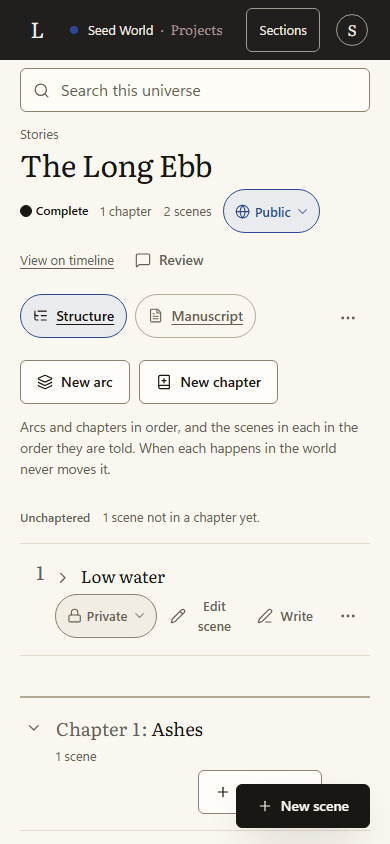 L Seed World · Projects Sections S
Search this universe
Stories
The Long Ebb
Complete 1 chapter 2 scenes Public
View on timeline Review
Structure Manuscript
New arc New chapter
Arcs and chapters in order, and the scenes in each in the
order they are told. When each happens in the world
never moves it.
Unchaptered 1 scene not in a chapter yet.
1 Low water
Private Edit scene Write
Chapter 1: Ashes
1 scene
New scene